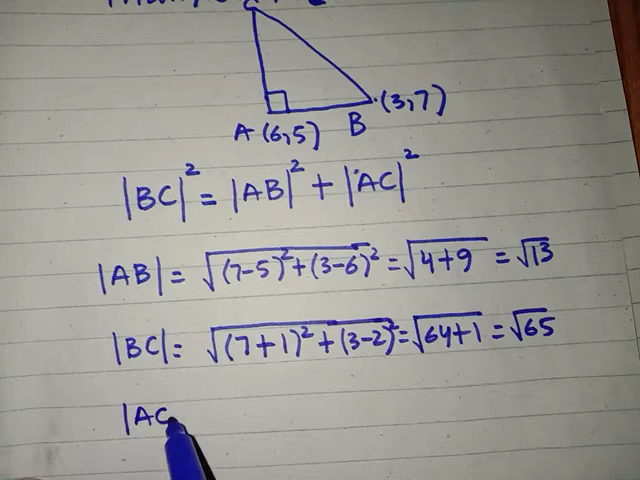 A (6,5) B (3,7)
|BC|² = |AB|² + |AC|²
|AB| = √(7-5)²+(3-6)² = √4+9 = √13
|BC| = √(7+1)²+(3-2)² = √64+1 = √65
|AC